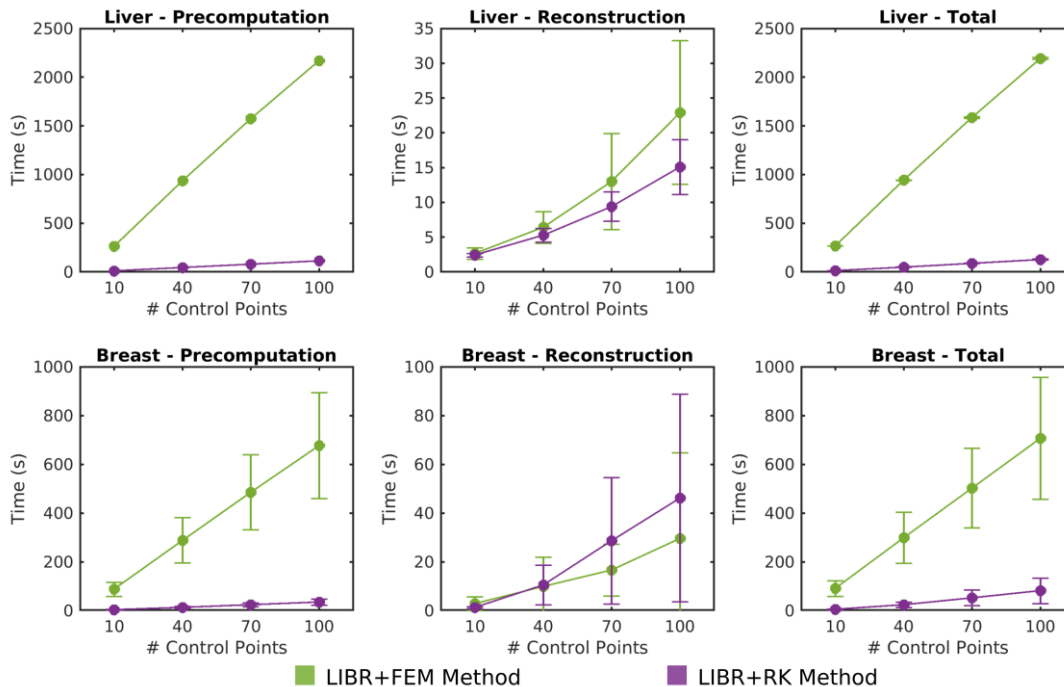 Liver - Precomputation
Time (s)
2500
2000
1500
1000
500
0
10 40 70 100
# Control Points
Liver - Reconstruction
Time (s)
35
30
25
20
15
10
5
0
10 40 70 100
# Control Points
Liver - Total
Time (s)
2500
2000
1500
1000
500
0
10 40 70 100
# Control Points
Breast - Precomputation
Time (s)
1000
800
600
400
200
0
10 40 70 100
# Control Points
Breast - Reconstruction
Time (s)
100
80
60
40
20
0
10 40 70 100
# Control Points
Breast - Total
Time (s)
1000
800
600
400
200
0
10 40 70 100
# Control Points
LIBR+FEM Method
LIBR+RK Method